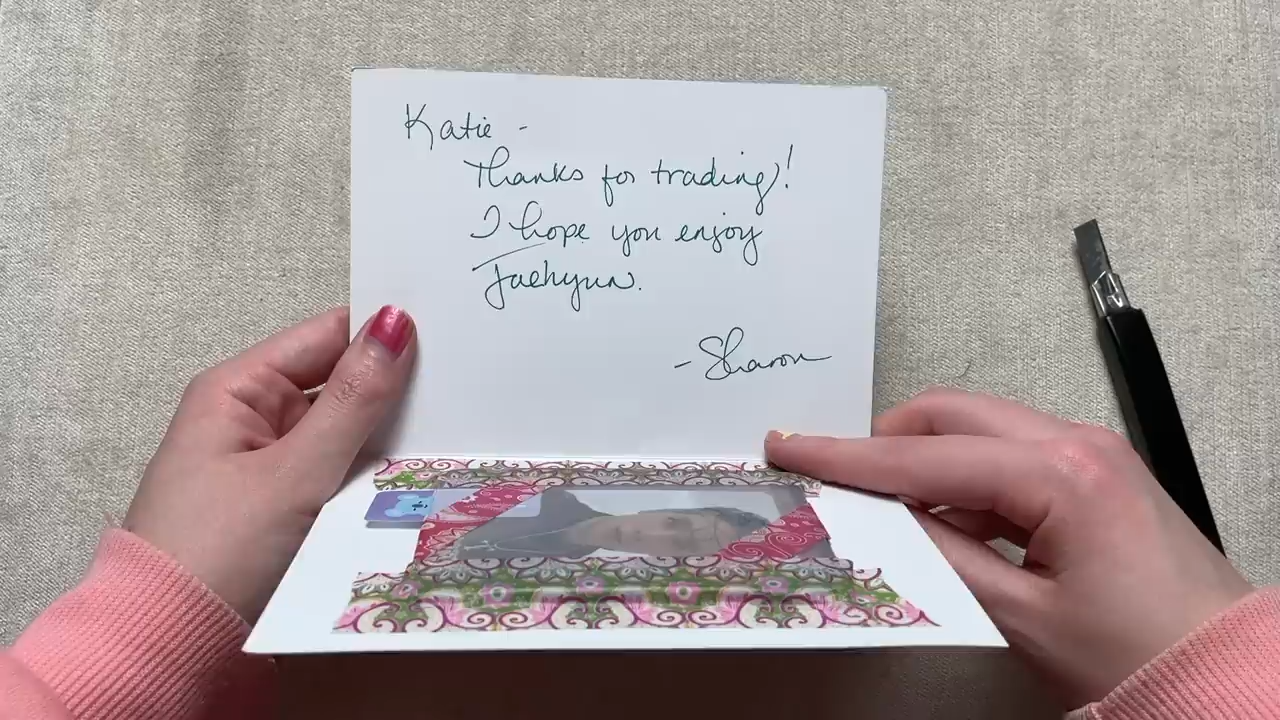 Katie -
Thanks for trading!
I hope you enjoy
Jaehyun.
- Sharon